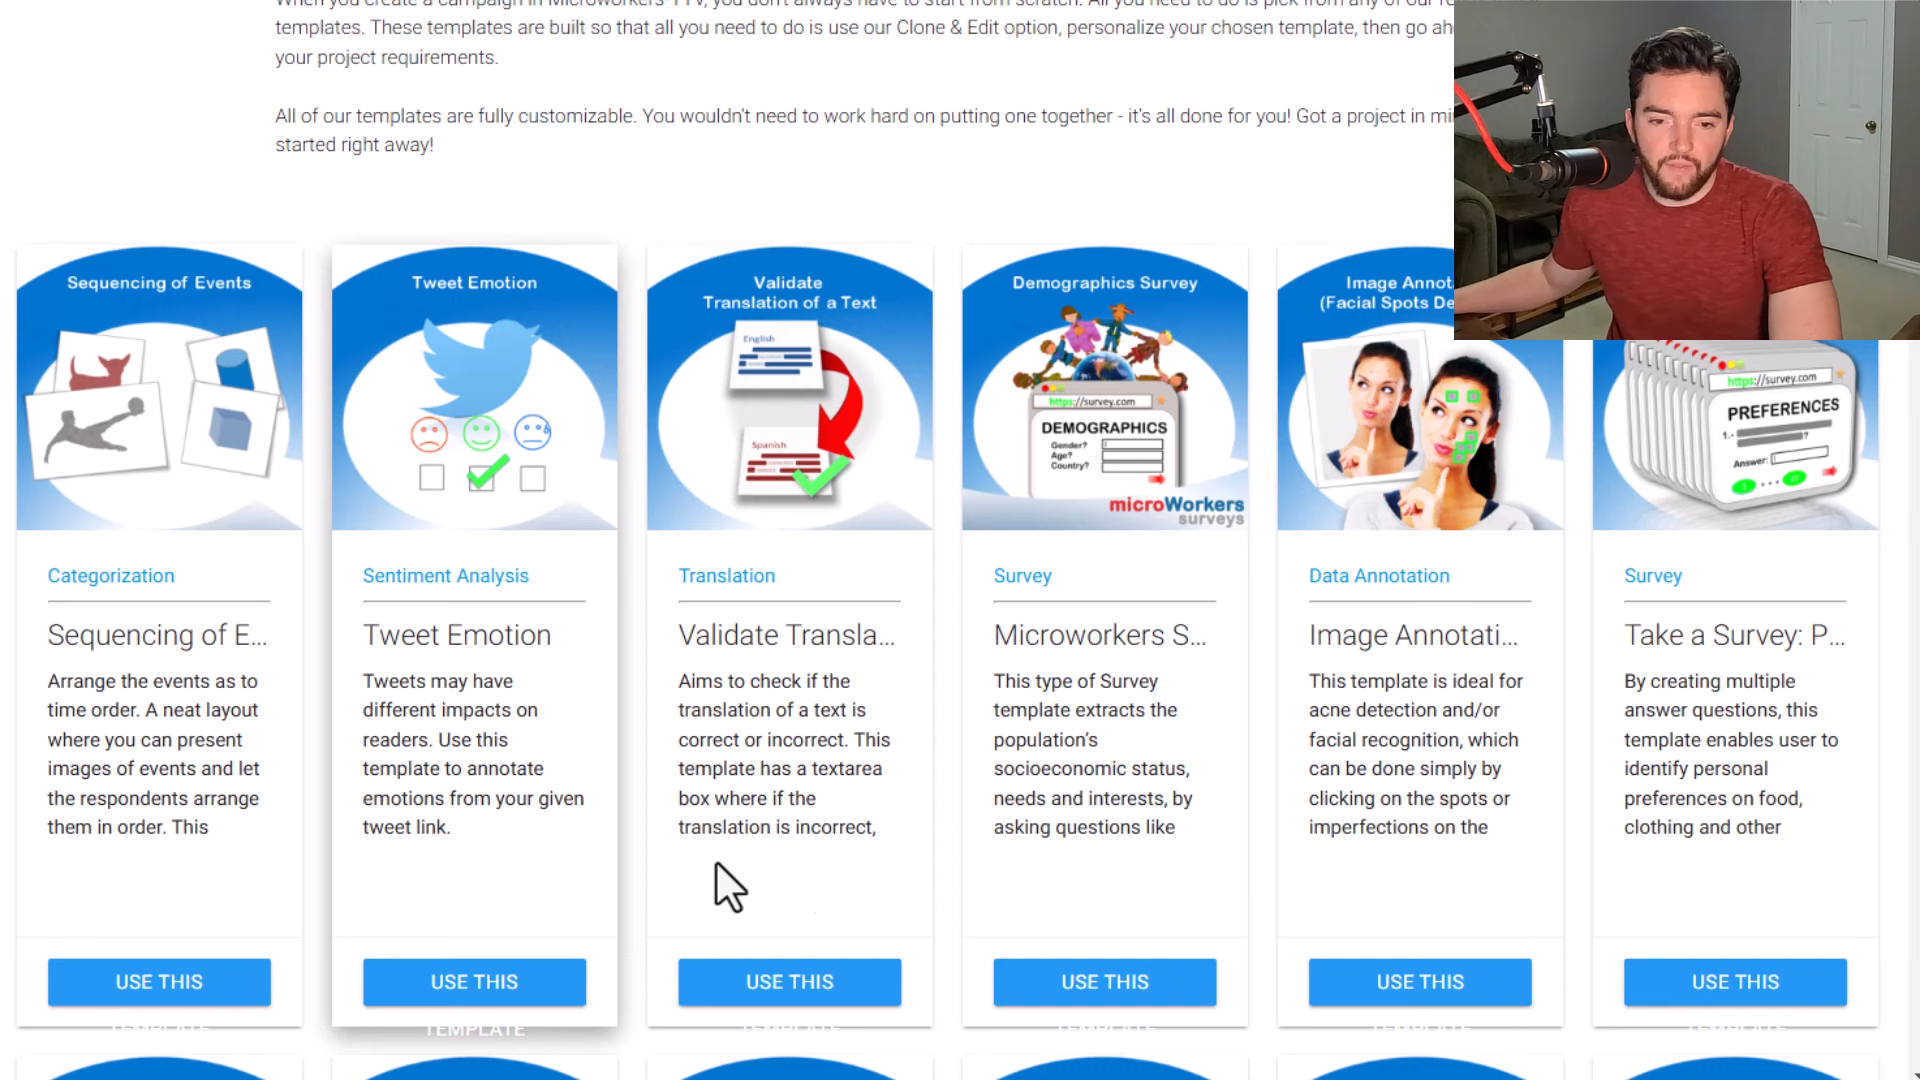 templates. These templates are built so that all you need to do is use our Clone & Edit option, personalize your chosen template, then go
your project requirements.
All of our templates are fully customizable. You wouldn't need to work hard on putting one together - it's all done for you! Got a project in
started right away!
Sequencing of Events
Categorization
Sequencing of E...
Arrange the events as to
time order. A neat layout
where you can present
images of events and let
the respondents arrange
them in order. This
USE THIS
Tweet Emotion
Sentiment Analysis
Tweet Emotion
Tweets may have
different impacts on
readers. Use this
template to annotate
emotions from your given
tweet link.
USE THIS
TEMPLATE
Validate
Translation of a Text
English
Spanish
Translation
Validate Transla...
Aims to check if the
translation of a text is
correct or incorrect. This
template has a textarea
box where if the
translation is incorrect,
USE THIS
Demographics Survey
https://survey.com
DEMOGRAPHICS
Gender?
Age?
Country?
microWorkers
surveys
Survey
Microworkers S...
This type of Survey
template extracts the
population's
socioeconomic status,
needs and interests, by
asking questions like
USE THIS
Image
(Facial Spots
Data Annotation
Image Annotati...
This template is ideal for
acne detection and/or
facial recognition, which
can be done simply by
clicking on the spots or
imperfections on the
USE THIS
https://survey.com
PREFERENCES
1.-
?
Answer:
Survey
Take a Survey: P...
By creating multiple
answer questions, this
template enables user to
identify personal
preferences on food,
clothing and other
USE THIS